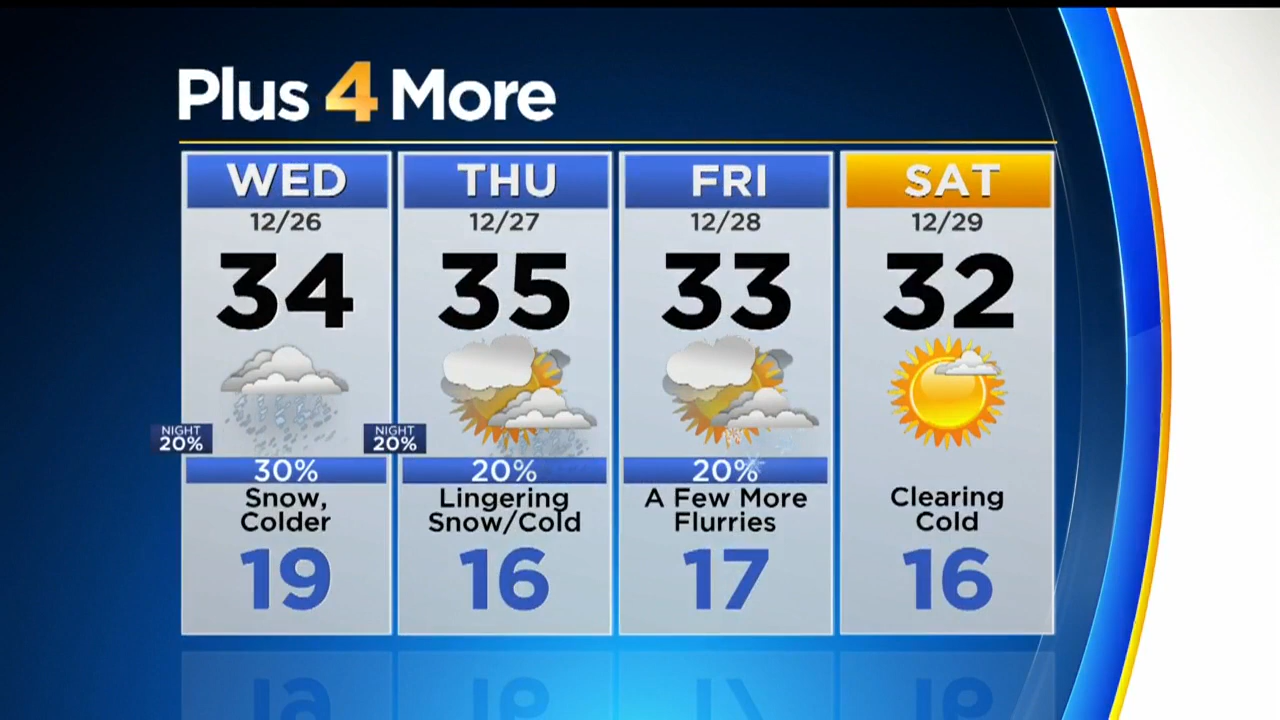 Plus 4 More
WED
12/26
34
NIGHT
20%
30%
Snow,
Colder
19
THU
12/27
35
NIGHT
20%
20%
Lingering
Snow/Cold
16
FRI
12/28
33
20%
A Few More
Flurries
17
SAT
12/29
32
Clearing
Cold
16